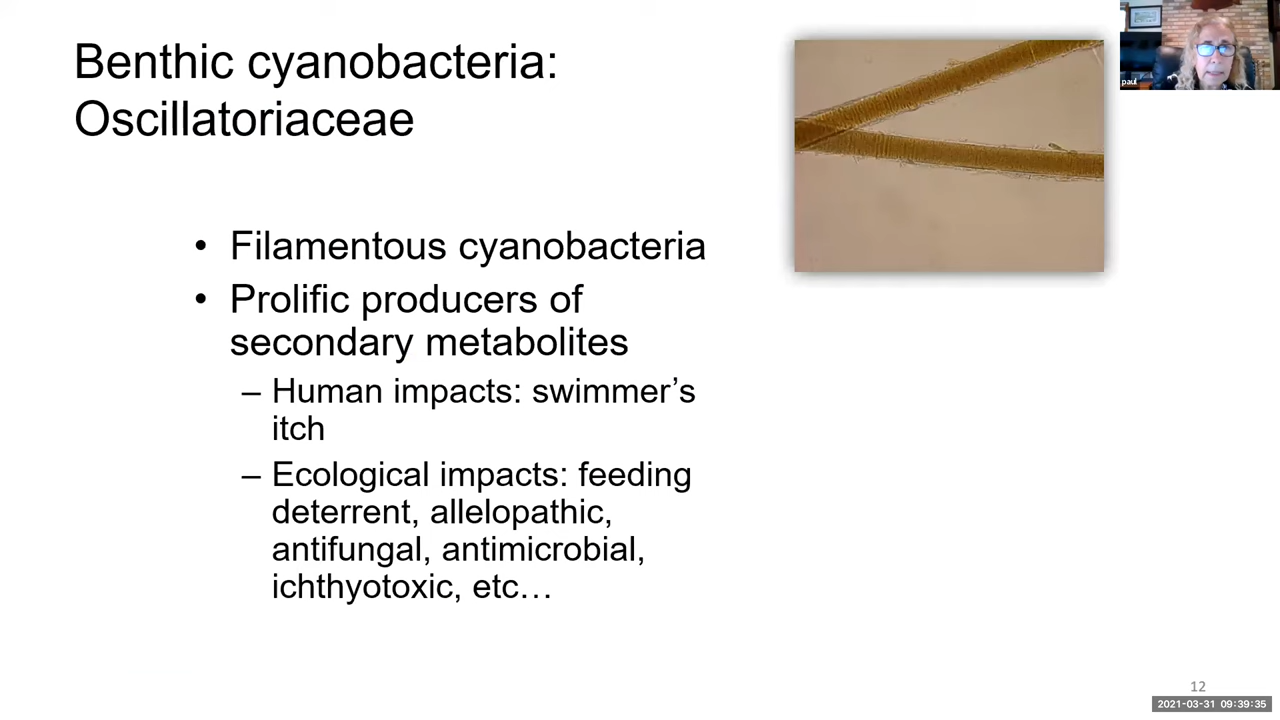 Benthic cyanobacteria:
Oscillatoriaceae
• Filamentous cyanobacteria
• Prolific producers of
secondary metabolites
– Human impacts: swimmer’s
itch
– Ecological impacts: feeding
deterrent, allelopathic,
antifungal, antimicrobial,
ichthyotoxic, etc…
paul
12
2021-03-31 09:39:35